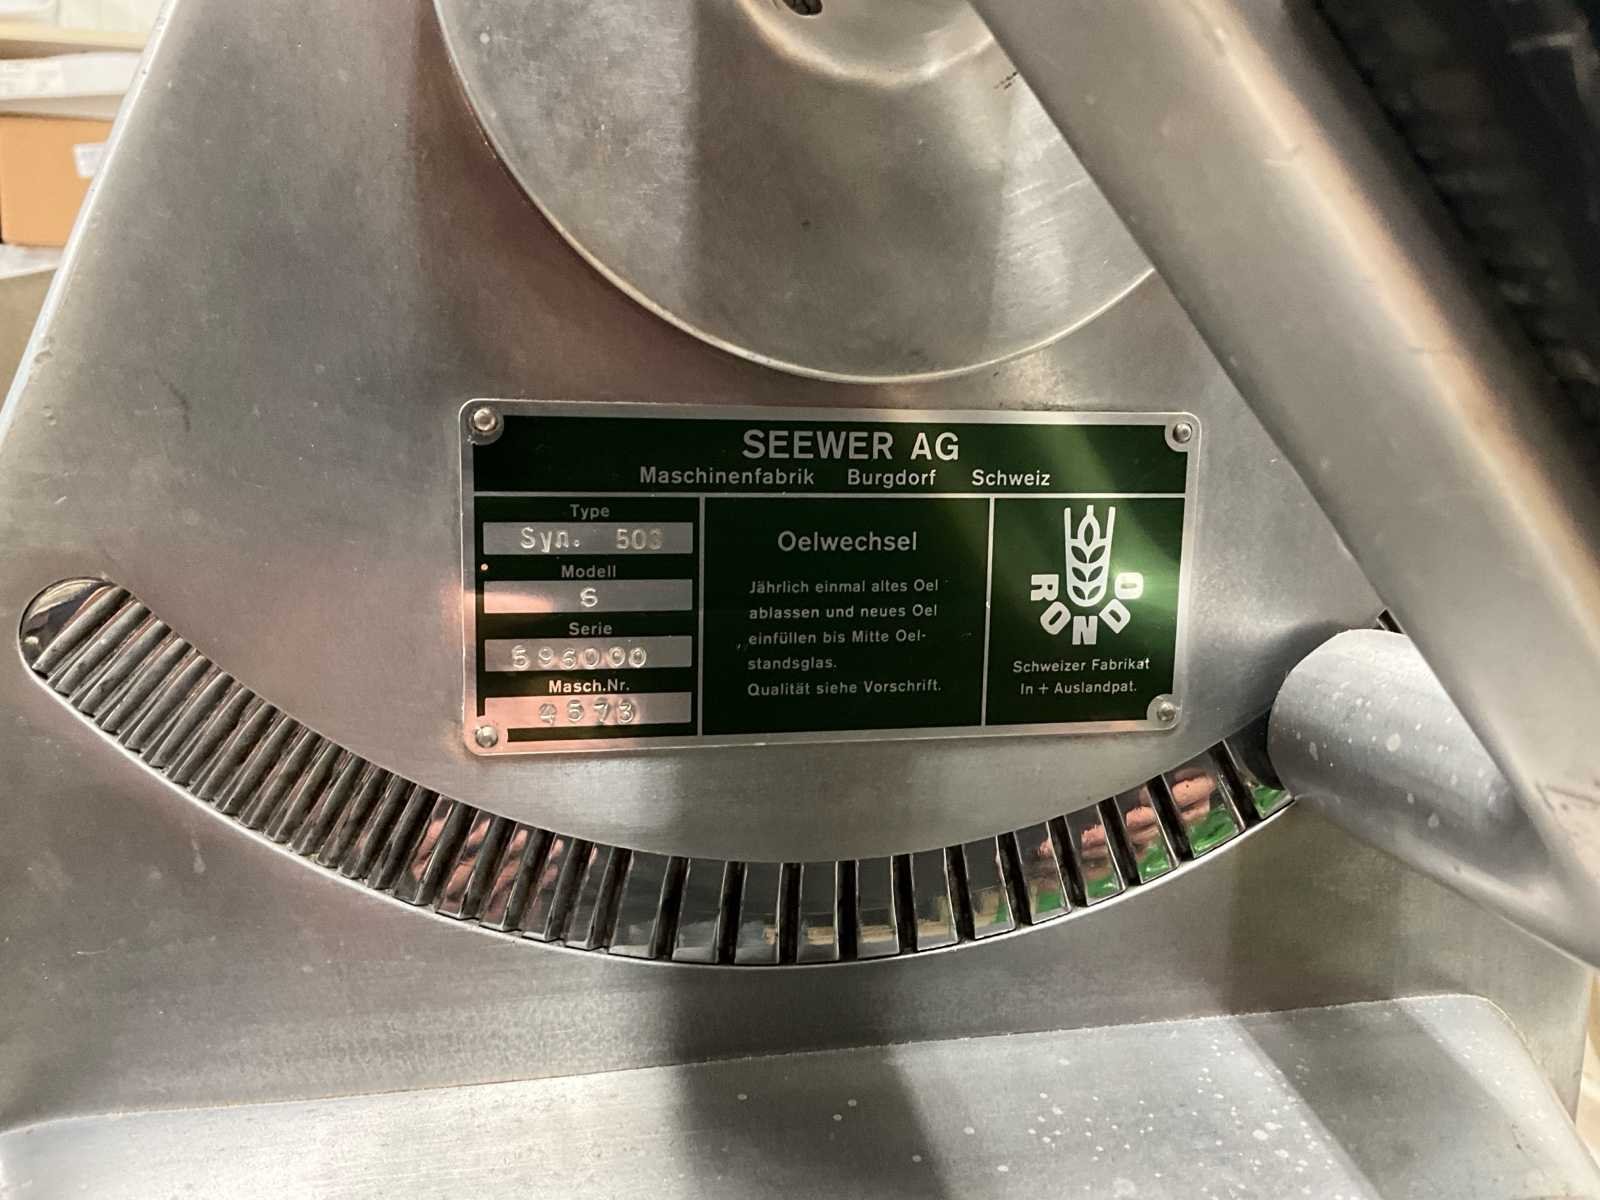 SEEWER AG
Maschinenfabrik Burgdorf Schweiz
Type
Syn. 503
Modell
S
Serie
596000
Masch.Nr.
4573
Oelwechsel
Jährlich einmal altes Oel
ablassen und neues Oel
einfüllen bis Mitte Oel-
standsglas.
Qualität siehe Vorschrift.
RONDO
Schweizer Fabrikat
In + Auslandpat.